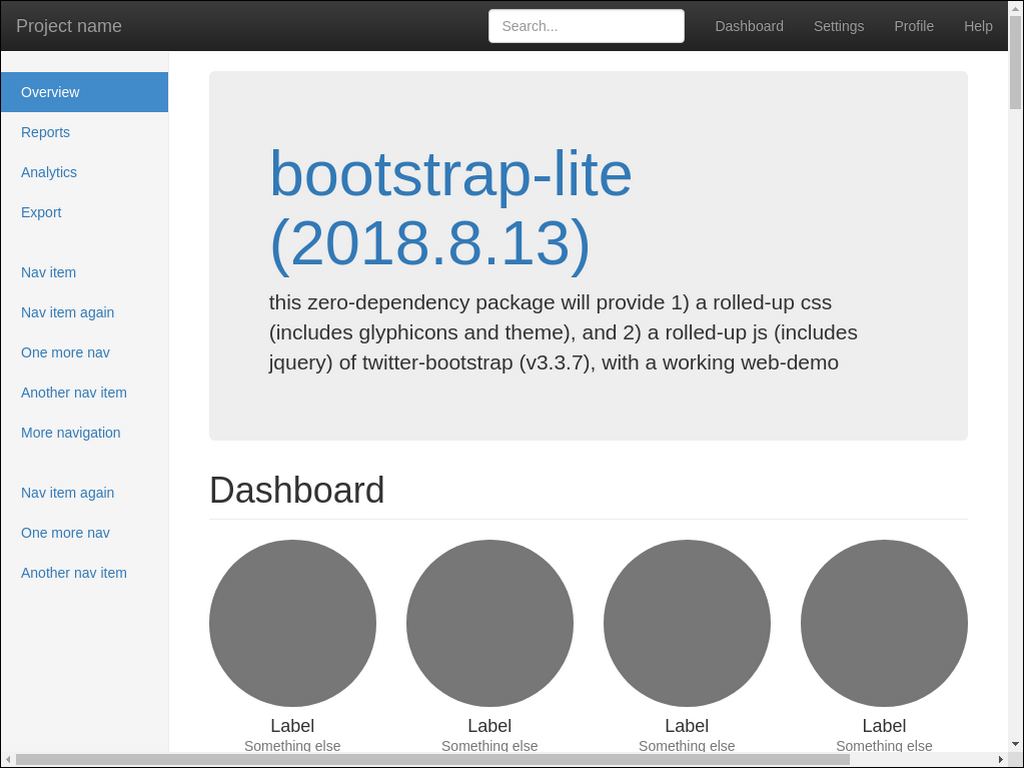 Project name
Search...
Dashboard
Settings
Profile
Help
Overview
Reports
Analytics
Export
Nav item
Nav item again
One more nav
Another nav item
More navigation
Nav item again
One more nav
Another nav item
bootstrap-lite
(2018.8.13)
this zero-dependency package will provide 1) a rolled-up css
(includes glyphicons and theme), and 2) a rolled-up js (includes
jquery) of twitter-bootstrap (v3.3.7), with a working web-demo
Dashboard
Label
Something else
Label
Something else
Label
Something else
Label
Something else